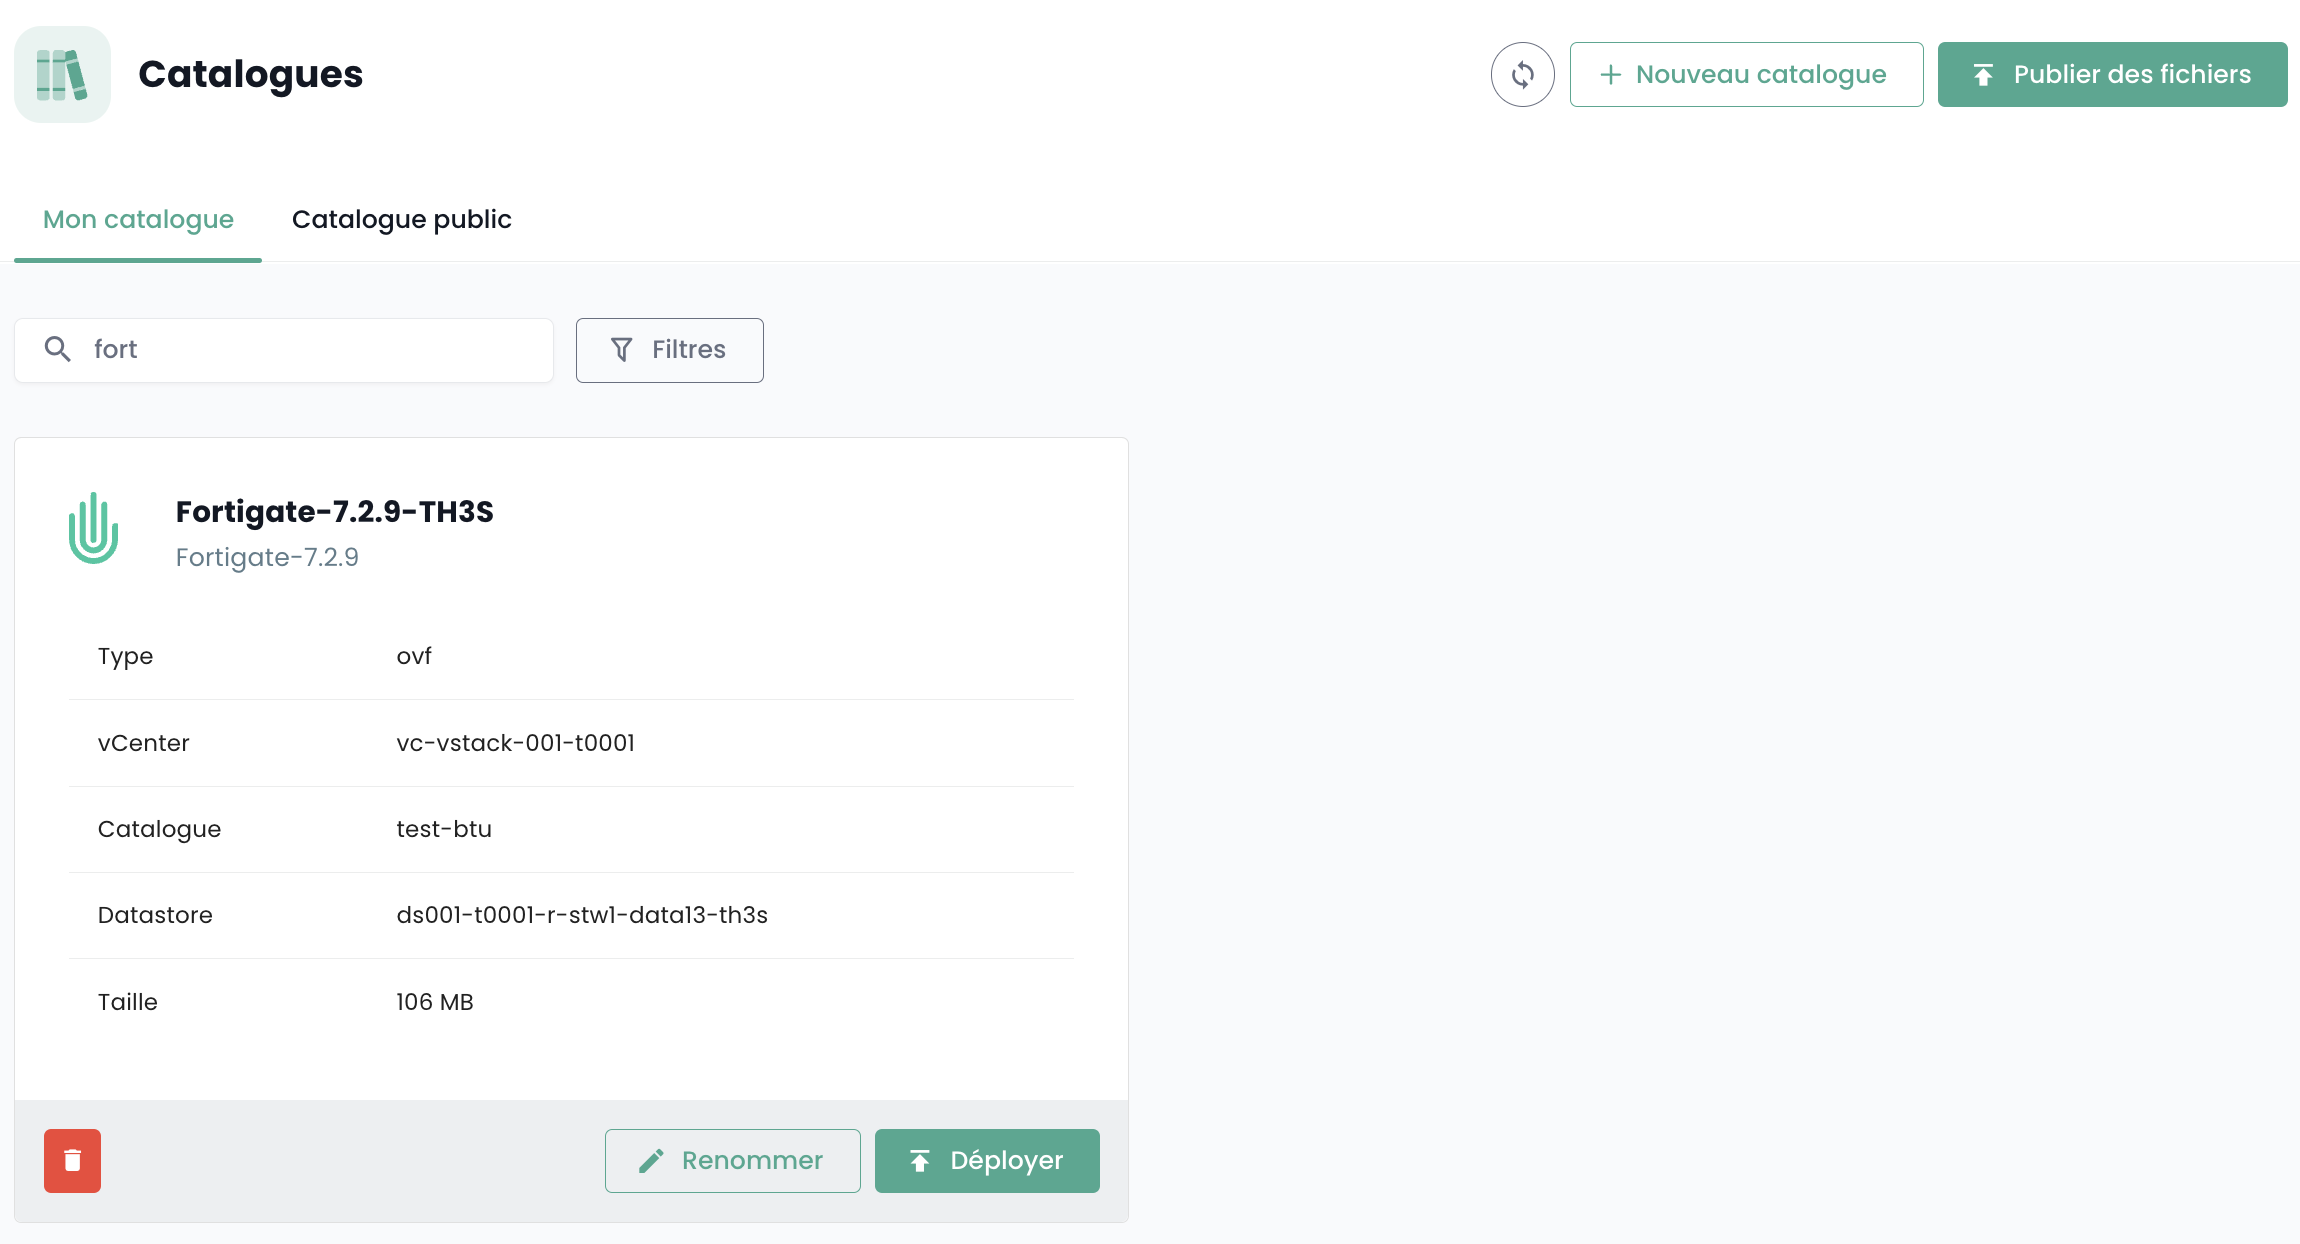 Catalogues
Nouveau catalogue
Publier des fichiers
Mon catalogue
Catalogue public
fort
Filtres
Fortigate-7.2.9-TH3S
Fortigate-7.2.9
Type ovf
vCenter vc-vstack-001-t0001
Catalogue test-btu
Datastore ds001-t0001-r-stw1-data13-th3s
Taille 106 MB
Renommer
Déployer